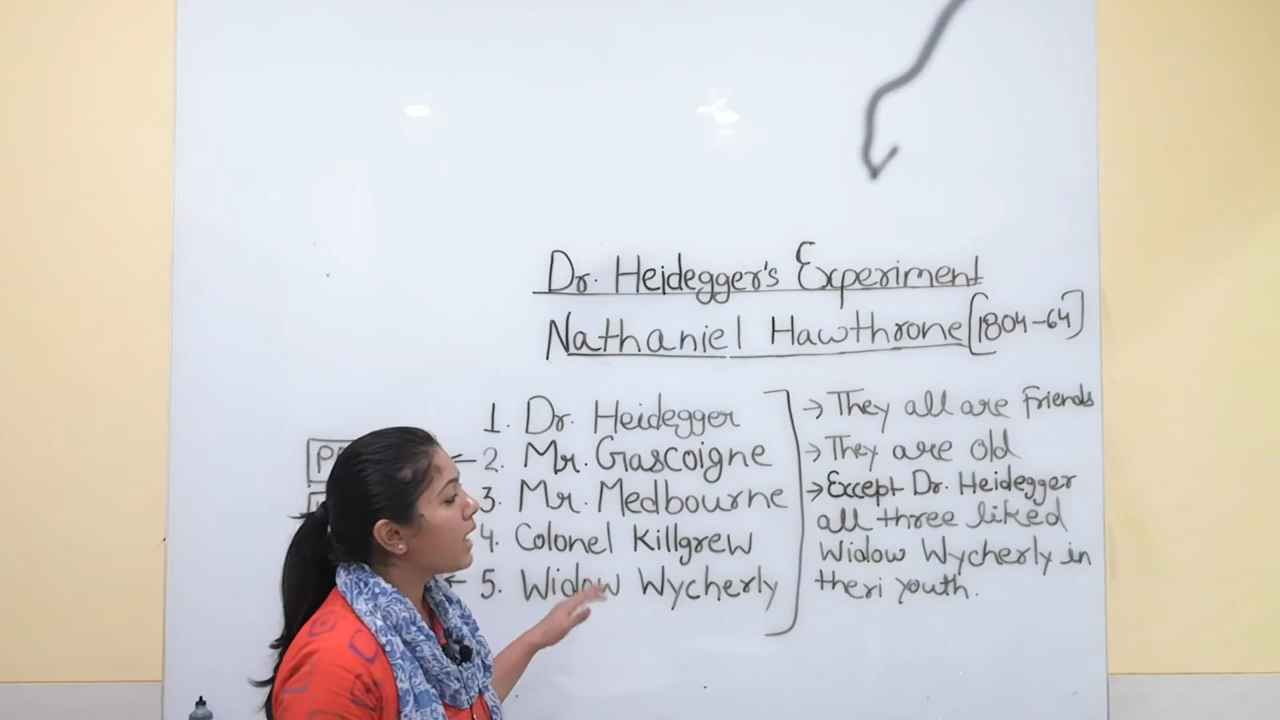 Dr. Heidegger's Experiment
Nathaniel Hawthrone [1804-64]
1. Dr. Heidegger
2. Mr. Gascoigne
3. Mr. Medbourne
4. Colonel Killgrew
5. Widow Wycherly
→ They all are Friends
→ They are old
→ Except Dr. Heidegger
all three liked
Widow Wycherly in
theri youth.